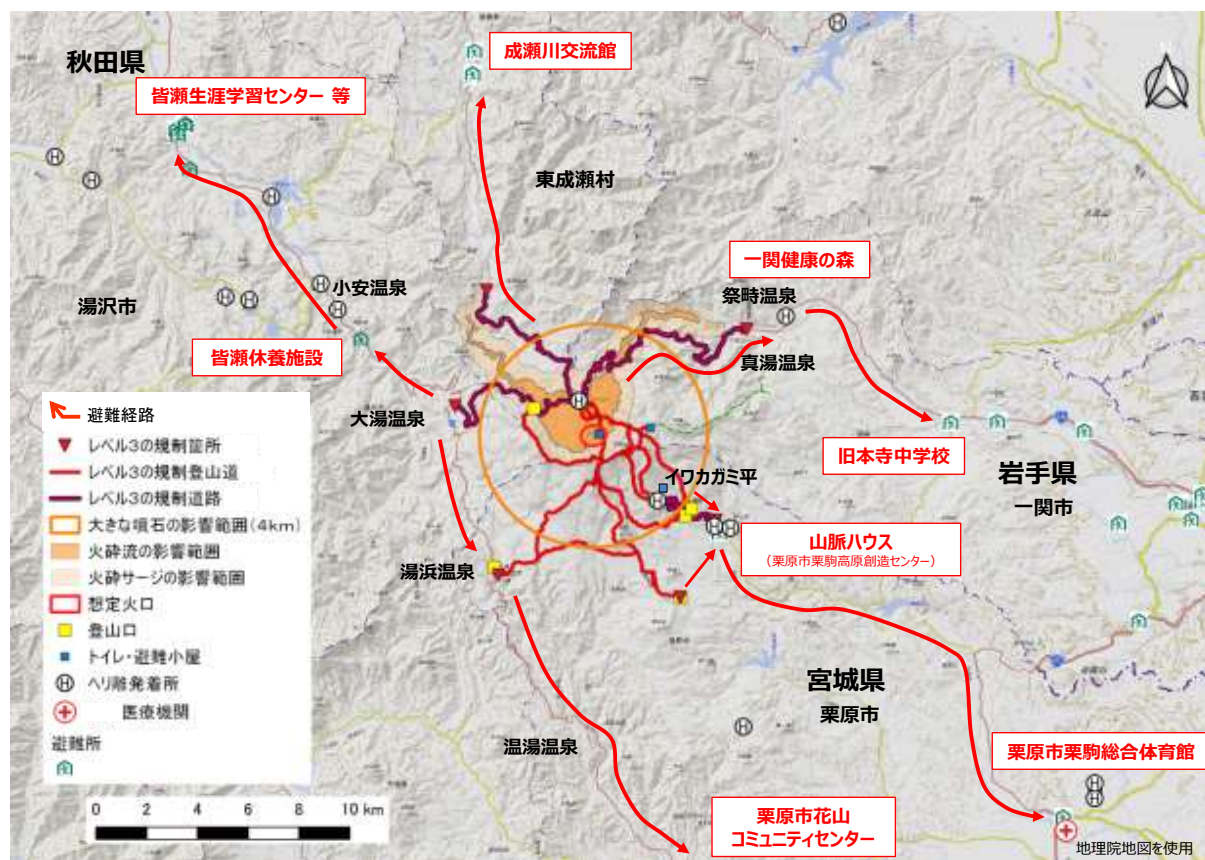 秋田県
成瀬川交流館
皆瀬生涯学習センター 等
東成瀬村
一関健康の森
祭畤温泉
湯沢市
小安温泉
真湯温泉
皆瀬休養施設
大湯温泉
旧本寺中学校
岩手県
一関市
イワカガミ平
山脈ハウス
(栗原市栗駒高原創造センター)
湯浜温泉
宮城県
栗原市
温湯温泉
栗原市栗駒総合体育館
栗原市花山
コミュニティセンター
避難経路
レベル3の規制箇所
レベル3の規制登山道
レベル3の規制道路
大きな噴石の影響範囲(4km)
火砕流の影響範囲
火砕サージの影響範囲
想定火口
登山口
トイレ・避難小屋
ヘリ離発着所
医療機関
避難所
0 2 4 6 8 10 km
地理院地図を使用